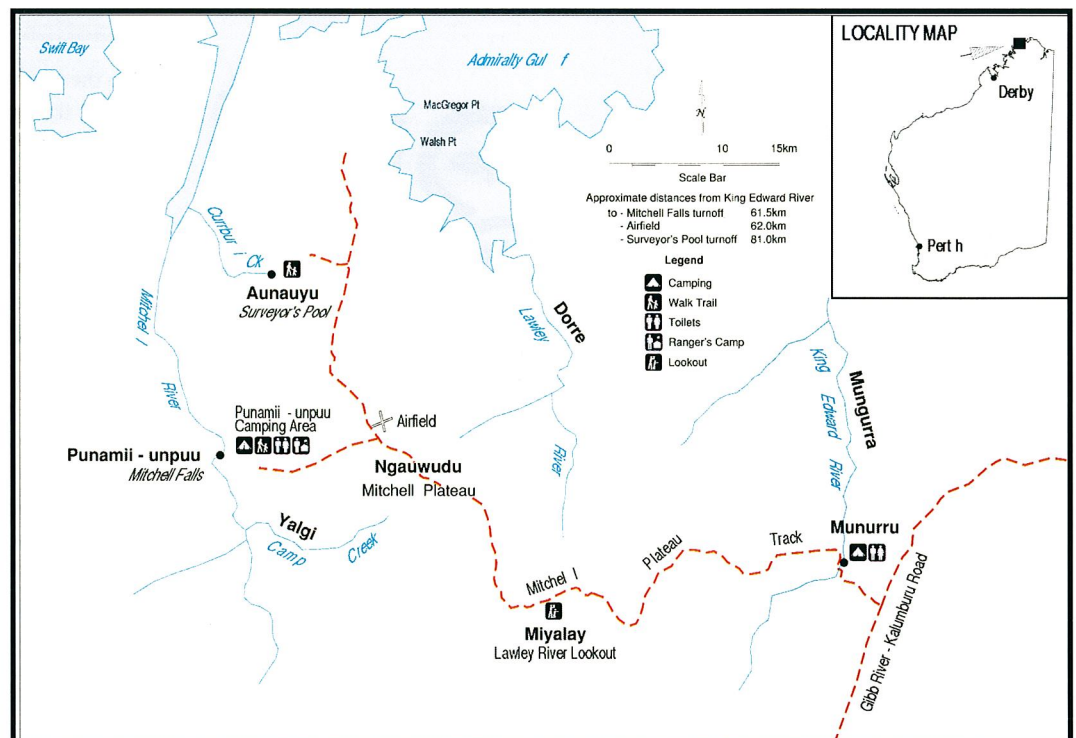 Swift Bay
Admiralty Gul f
MacGregor Pt
Walsh Pt
N
0 10 15km
Scale Bar
Approximate distances from King Edward River
to - Mitchell Falls turnoff 61.5km
- Airfield 62.0km
- Surveyor's Pool turnoff 81.0km
Legend
Camping
Walk Trail
Toilets
Ranger's Camp
Lookout
LOCALITY MAP
Derby
Pert h
Currbur i Ck
Aunauyu
Surveyor's Pool
Mitchel l River
Lawley River
Dorre
King Edward River
Mungurra
Punamii - unpuu
Camping Area
Airfield
Punamii - unpuu
Mitchell Falls
Ngauwudu
Mitchell Plateau
Yalgi
Camp Creek
Mitchel l Plateau Track
Munurru
Miyalay
Lawley River Lookout
Gibb River - Kalumburu Road